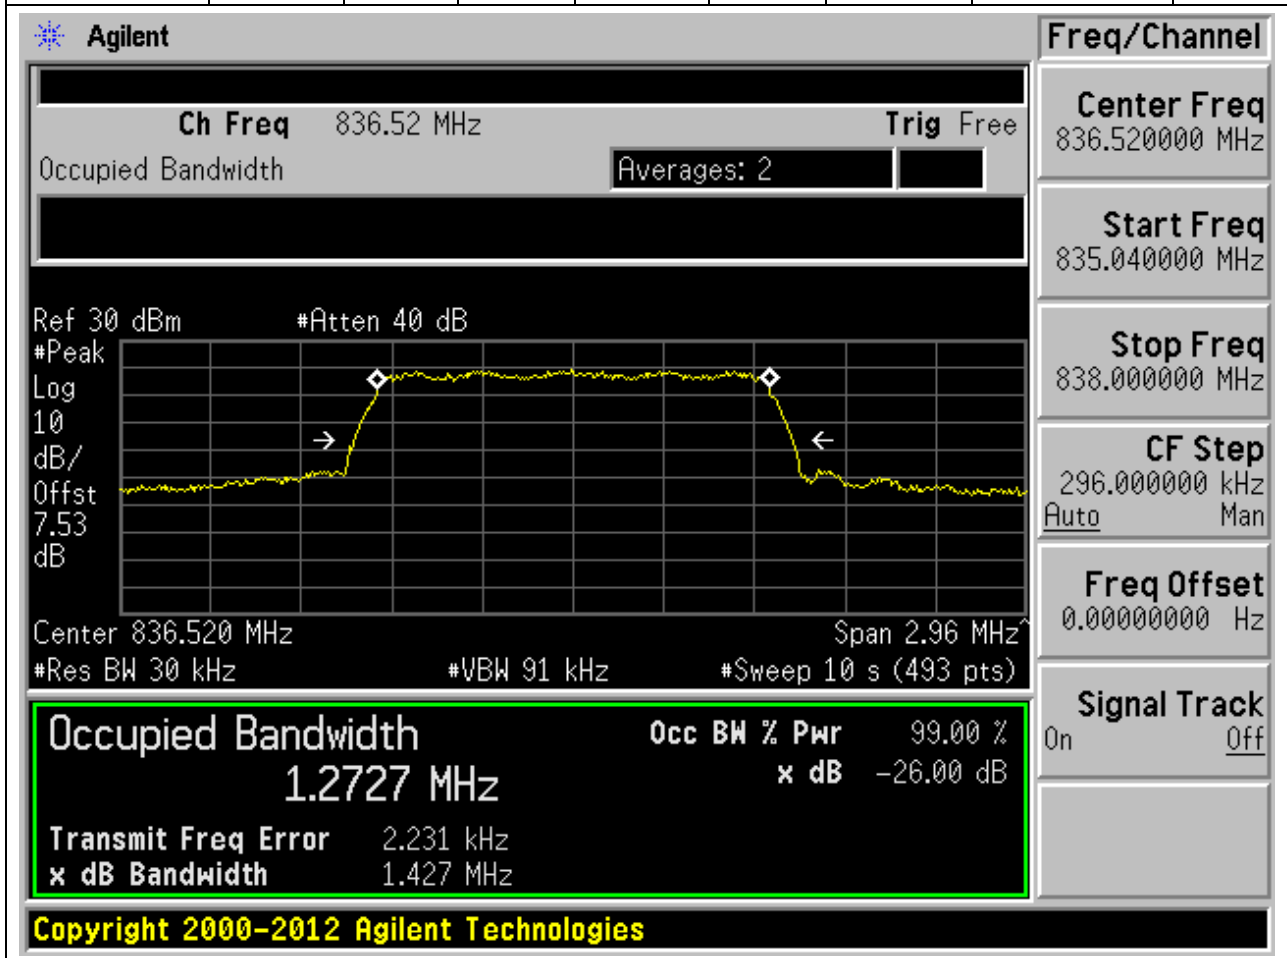 Agilent
Freq/Channel
Ch Freq 836.52 MHz Trig Free
Occupied Bandwidth Averages: 2
Center Freq
836.520000 MHz
Start Freq
835.040000 MHz
Stop Freq
838.000000 MHz
CF Step
296.000000 kHz
Auto Man
Freq Offset
0.00000000 Hz
Signal Track
On Off
Ref 30 dBm #Atten 40 dB
#Peak
Log
10
dB/
Offst
7.53
dB
Center 836.520 MHz Span 2.96 MHz^
#Res BW 30 kHz #VBW 91 kHz #Sweep 10 s (493 pts)
Occupied Bandwidth Occ BW % Pwr 99.00 %
1.2727 MHz x dB -26.00 dB
Transmit Freq Error 2.231 kHz
x dB Bandwidth 1.427 MHz
Copyright 2000-2012 Agilent Technologies